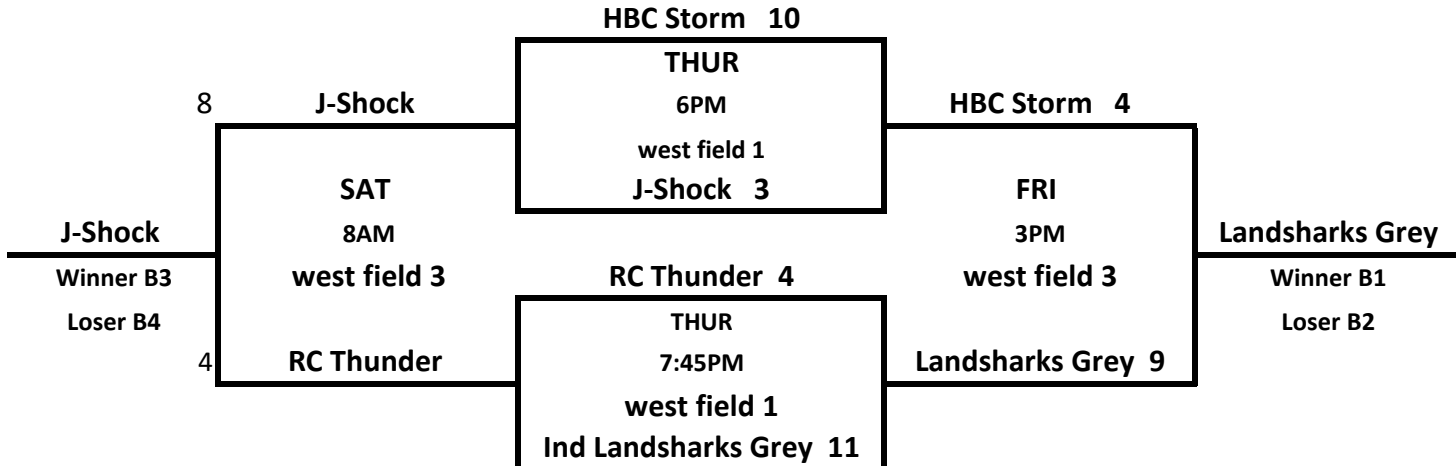 HBC Storm 10
THUR
8 J-Shock 6PM HBC Storm 4
west field 1
SAT J-Shock 3 FRI
J-Shock 8AM 3PM Landsharks Grey
Winner B3 west field 3 RC Thunder 4 west field 3 Winner B1
Loser B4 THUR Loser B2
4 RC Thunder 7:45PM Landsharks Grey 9
west field 1
Ind Landsharks Grey 11